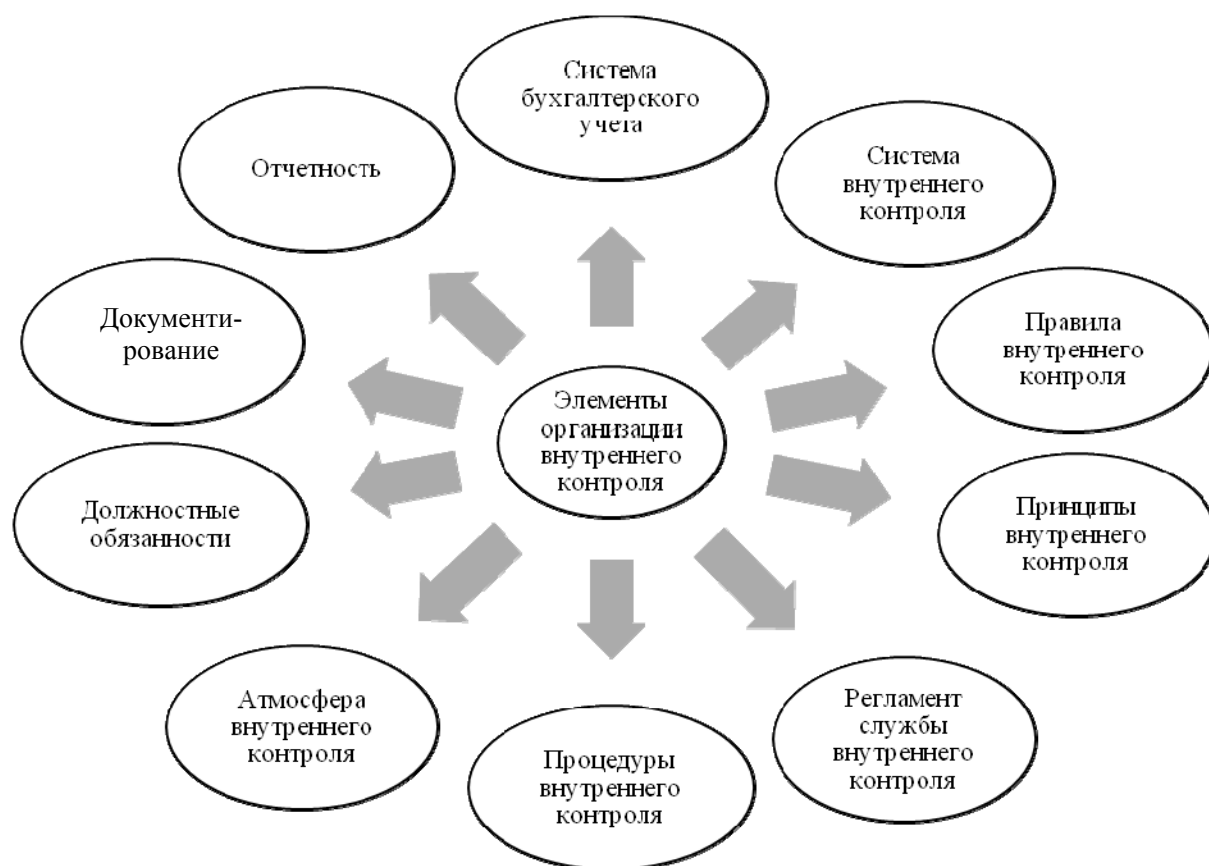 Система
бухгалтерского
учета
Отчетность
Система
внутреннего
контроля
Документи-
рование
Правила
внутреннего
контроля
Элементы
организации
внутреннего
контроля
Должностные
обязанности
Принципы
внутреннего
контроля
Атмосфера
внутреннего
контроля
Процедуры
внутреннего
контроля
Регламент
службы
внутреннего
контроля